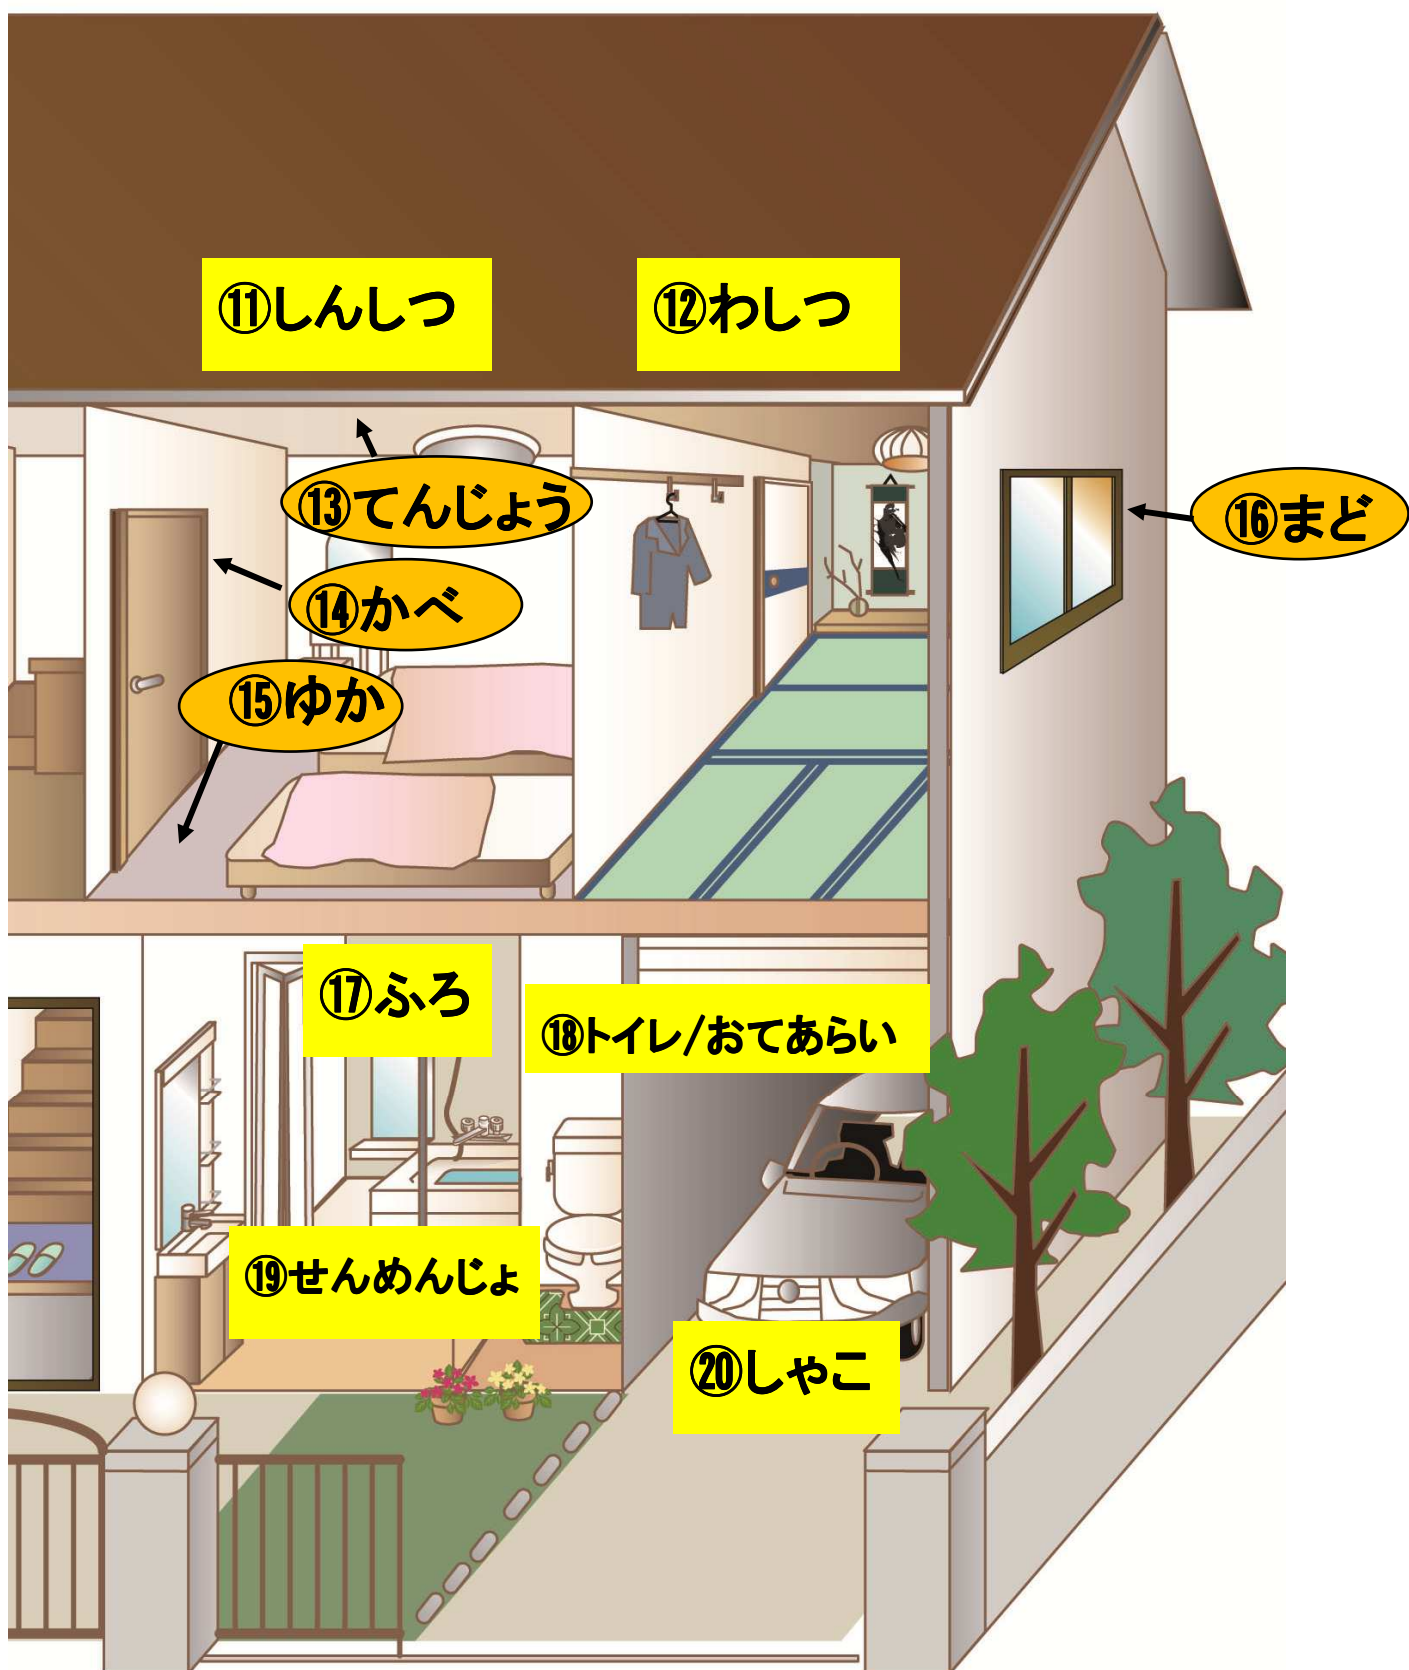 ⑪しんしつ
⑫わしつ
⑬てんじょう
⑭かべ
⑮ゆか
⑯まど
⑰ふろ
⑱トイレ/おてあらい
⑲せんめんじょ
⑳しゃこ